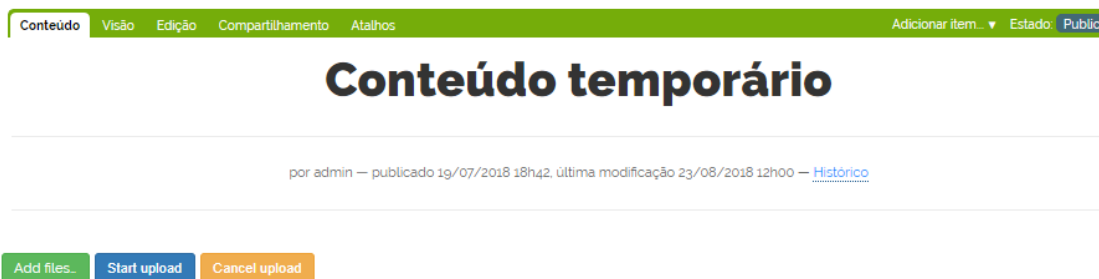 Conteúdo Visão Edição Compartilhamento Atalhos Adicionar item... ▼ Estado: Public
Conteúdo temporário
por admin — publicado 19/07/2018 18h42, última modificação 23/08/2018 12h00 — Histórico
Add files... Start upload Cancel upload